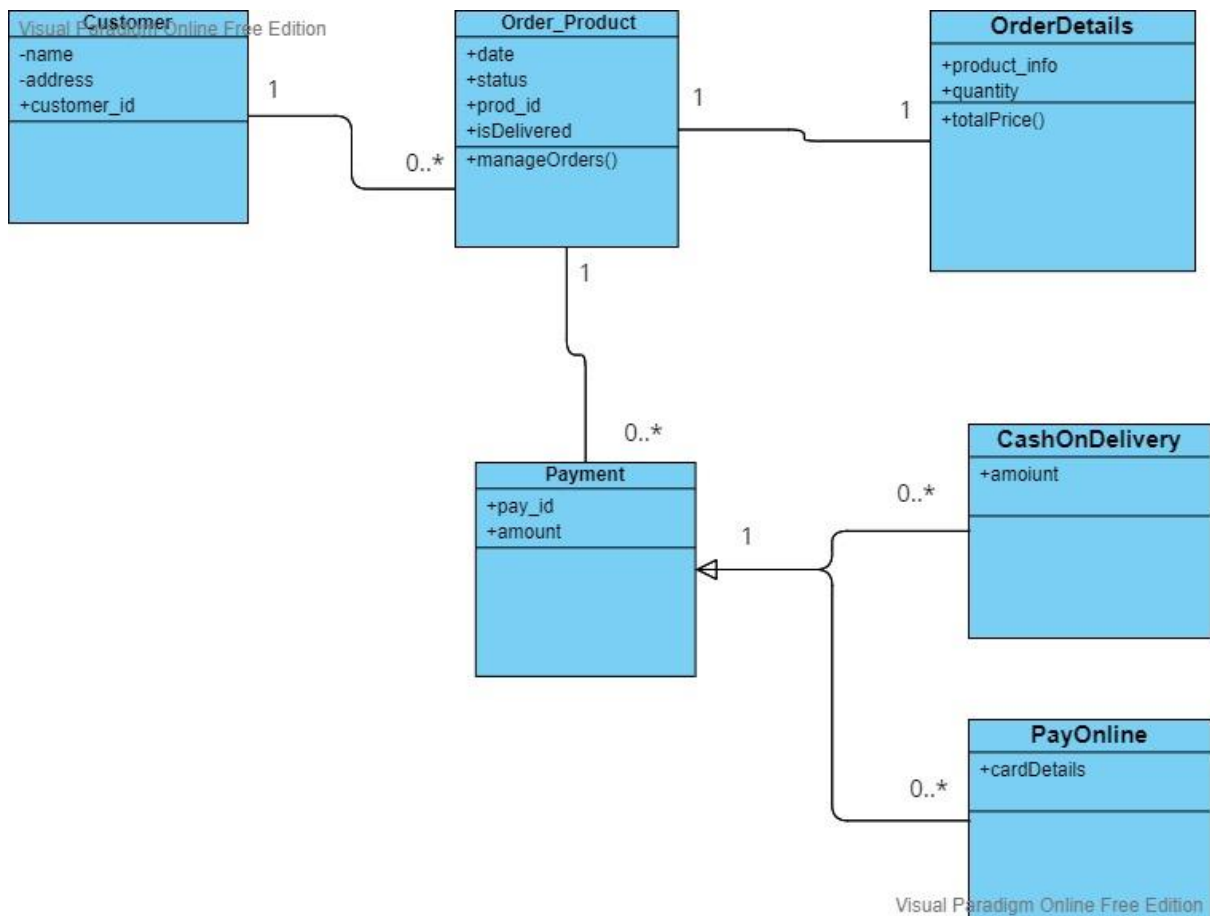 Customer
Visual Paradigm Online Free Edition
-name
-address
+customer_id
1
0..*
Order_Product
+date
+status
+prod_id
+isDelivered
+manageOrders()
1
1
OrderDetails
+product_info
+quantity
+totalPrice()
1
0..*
Payment
+pay_id
+amount
1
0..*
CashOnDelivery
+amoiunt
0..*
PayOnline
+cardDetails
Visual Paradigm Online Free Edition